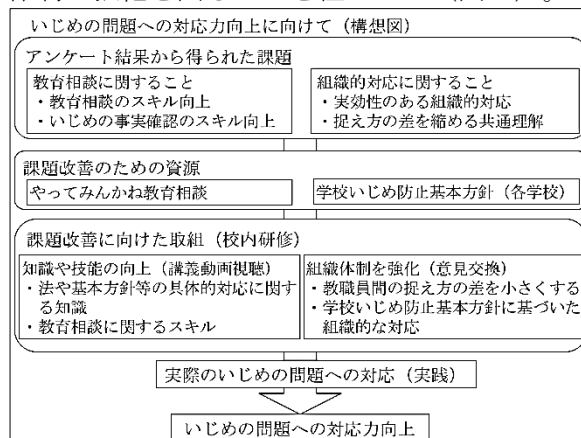 いじめの問題への対応力向上に向けて（構想図）
アンケート結果から得られた課題
教育相談に関すること
・教育相談のスキル向上
・いじめの事実確認のスキル向上
組織的対応に関すること
・実効性のある組織的対応
・捉え方の差を縮める共通理解
課題改善のための資源
やってみんかね教育相談
学校いじめ防止基本方針（各学校）
課題改善に向けた取組（校内研修）
知識や技能の向上（講義動画視聴）
・法や基本方針等の具体的対応に関す
る知識
・教育相談に関するスキル
組織体制を強化（意見交換）
・教職員間の捉え方の差を小さくする
・学校いじめ防止基本方針に基づいた
組織的な対応
実際のいじめの問題への対応（実践）
いじめの問題への対応力向上